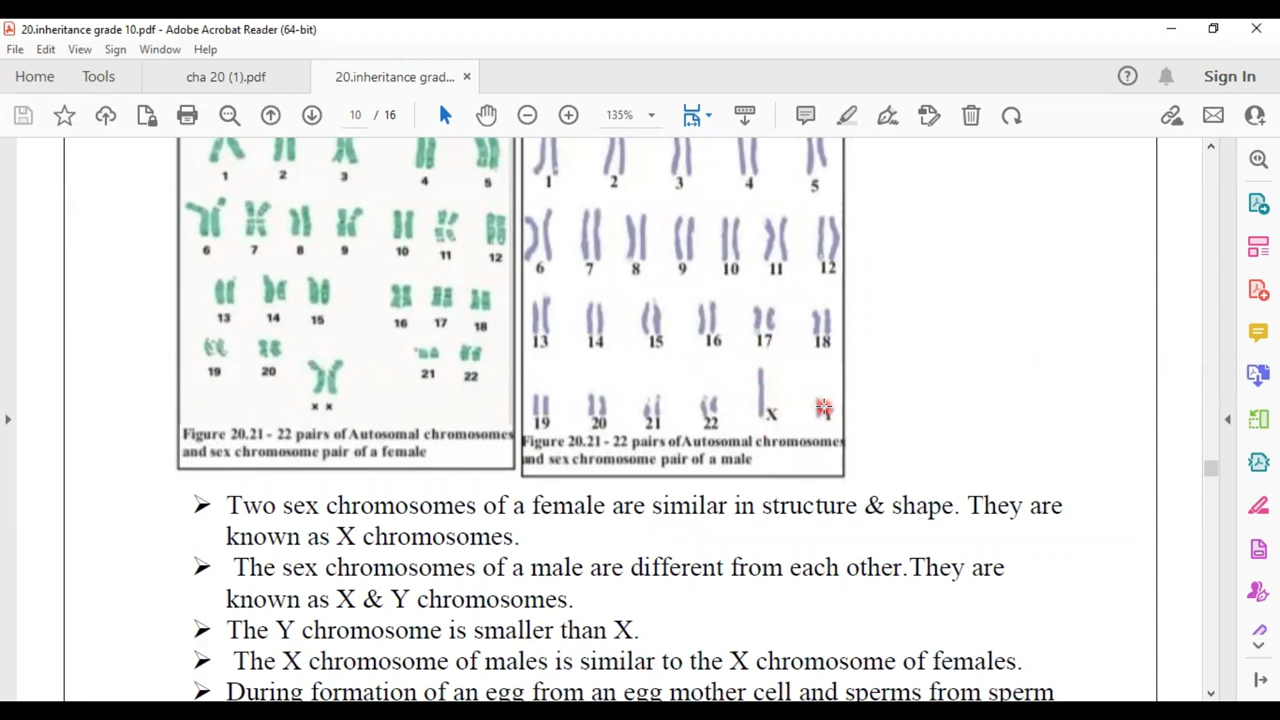 20.inheritance grade 10.pdf - Adobe Acrobat Reader (64-bit)
File Edit View Sign Window Help
Home Tools cha 20 (1).pdf 20.inheritance grad... × Sign In
10 / 16 135%
1 2 3 4 5
6 7 8 9 10 11 12
13 14 15 16 17 18
19 20 21 22
x x
Figure 20.21 - 22 pairs of Autosomal chromosomes
and sex chromosome pair of a female
1 2 3 4 5
6 7 8 9 10 11 12
13 14 15 16 17 18
19 20 21 22 X
Figure 20.21 - 22 pairs of Autosomal chromosomes
and sex chromosome pair of a male
➢ Two sex chromosomes of a female are similar in structure & shape. They are
known as X chromosomes.
➢ The sex chromosomes of a male are different from each other.They are
known as X & Y chromosomes.
➢ The Y chromosome is smaller than X.
➢ The X chromosome of males is similar to the X chromosome of females.
➢ During formation of an egg from an egg mother cell and sperms from sperm